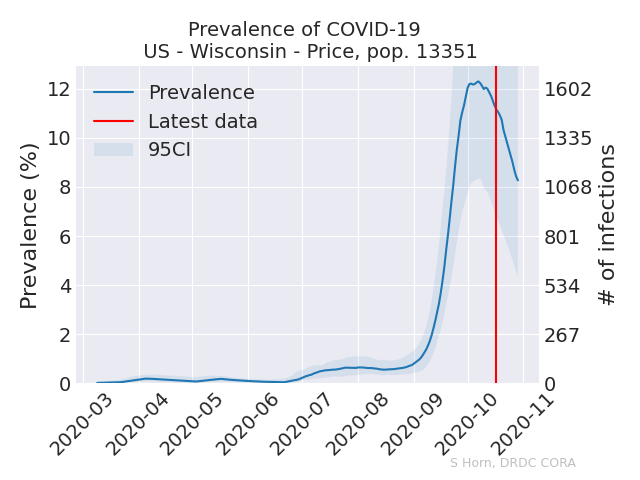 Prevalence of COVID-19
US - Wisconsin - Price, pop. 13351
Prevalence
Latest data
95CI
Prevalence (%)
12
10
8
6
4
2
0
1602
1335
1068
801
534
267
0
# of infections
2020-03
2020-04
2020-05
2020-06
2020-07
2020-08
2020-09
2020-10
2020-11
S Horn, DRDC CORA